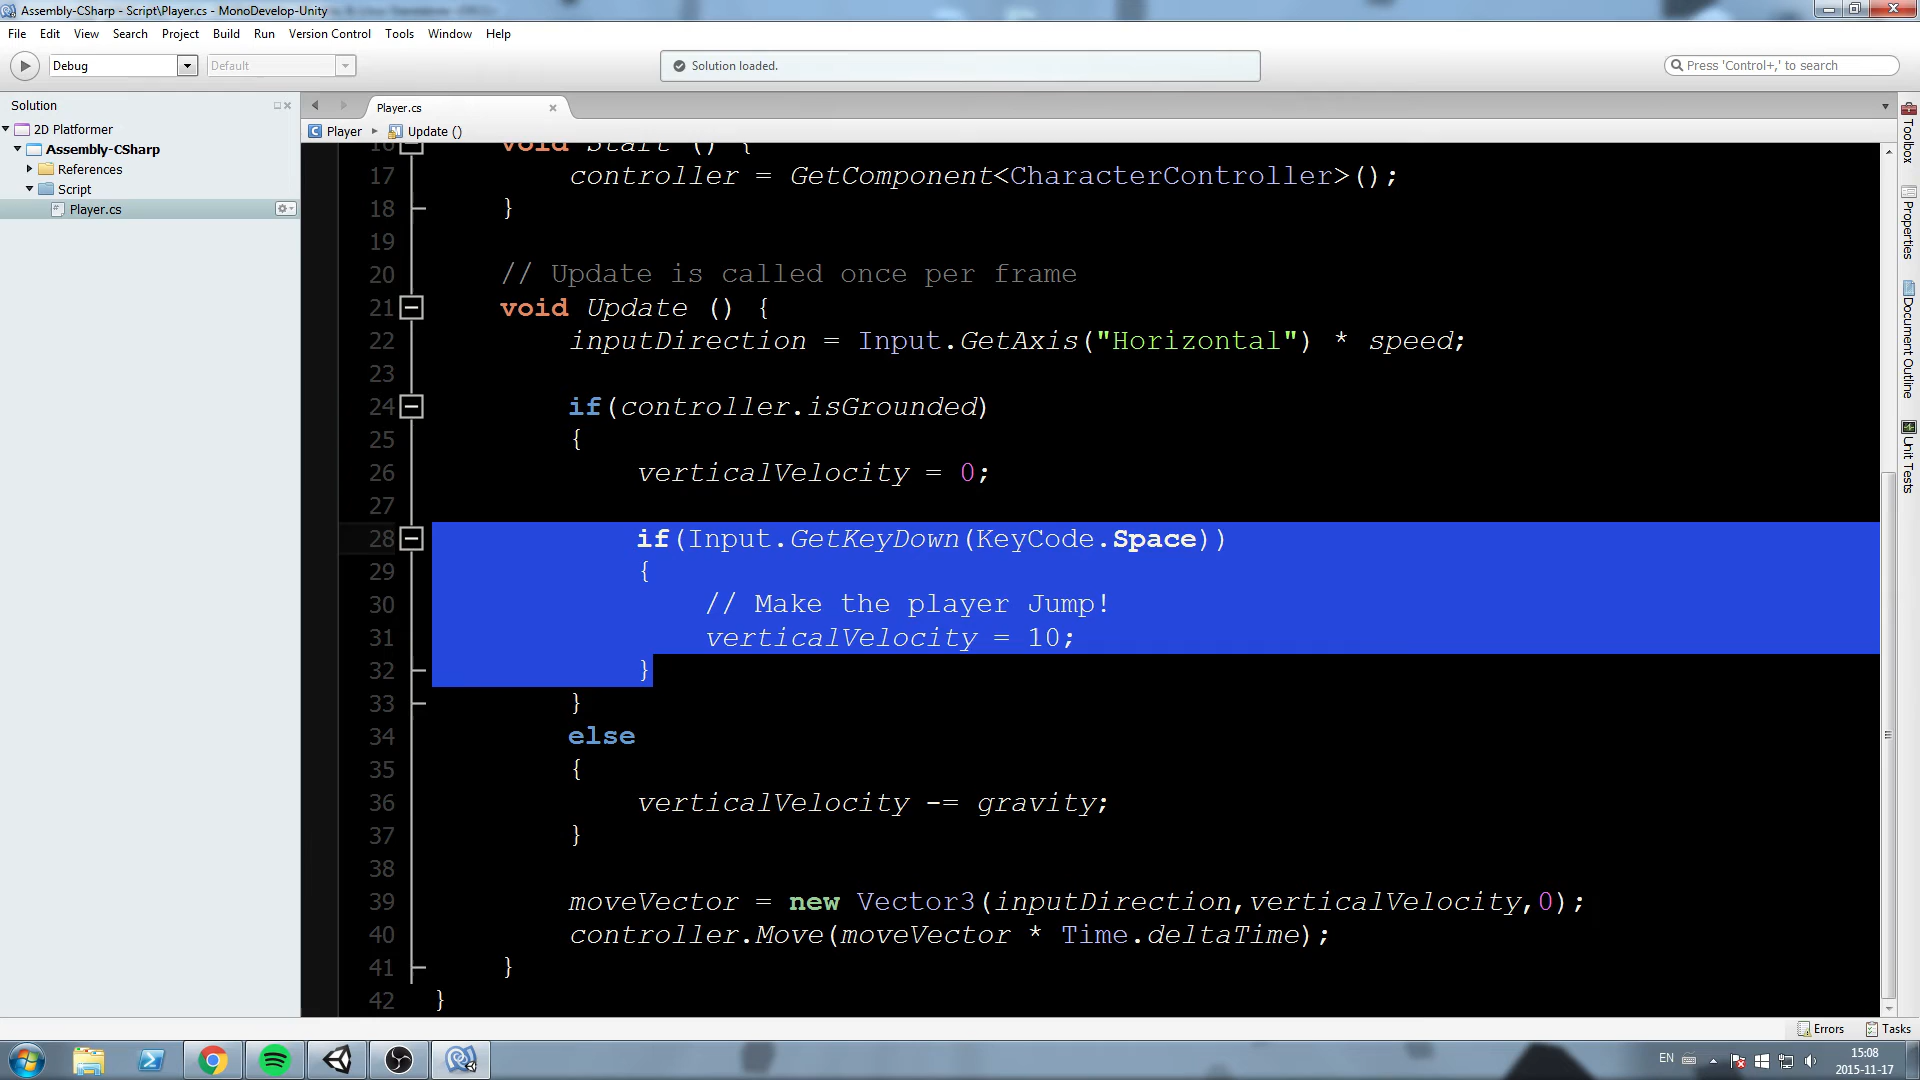 Assembly-CSharp - Script\Player.cs - MonoDevelop-Unity
File Edit View Search Project Build Run Version Control Tools Window Help
Debug Default Solution loaded. Press 'Control+,' to search
Solution
2D Platformer
Assembly-CSharp
References
Script
Player.cs
Player.cs
Player Update ()
16 void Start () {
17 controller = GetComponent<CharacterController>();
18 }
19
20 // Update is called once per frame
21 void Update () {
22 inputDirection = Input.GetAxis("Horizontal") * speed;
23
24 if(controller.isGrounded)
25 {
26 verticalVelocity = 0;
27
28 if(Input.GetKeyDown(KeyCode.Space))
29 {
30 // Make the player Jump!
31 verticalVelocity = 10;
32 }
33 }
34 else
35 {
36 verticalVelocity -= gravity;
37 }
38
39 moveVector = new Vector3(inputDirection,verticalVelocity,0);
40 controller.Move(moveVector * Time.deltaTime);
41 }
42 }
Toolbox
Properties
Document Outline
Unit Tests
Errors Tasks
EN 15:08
2015-11-17